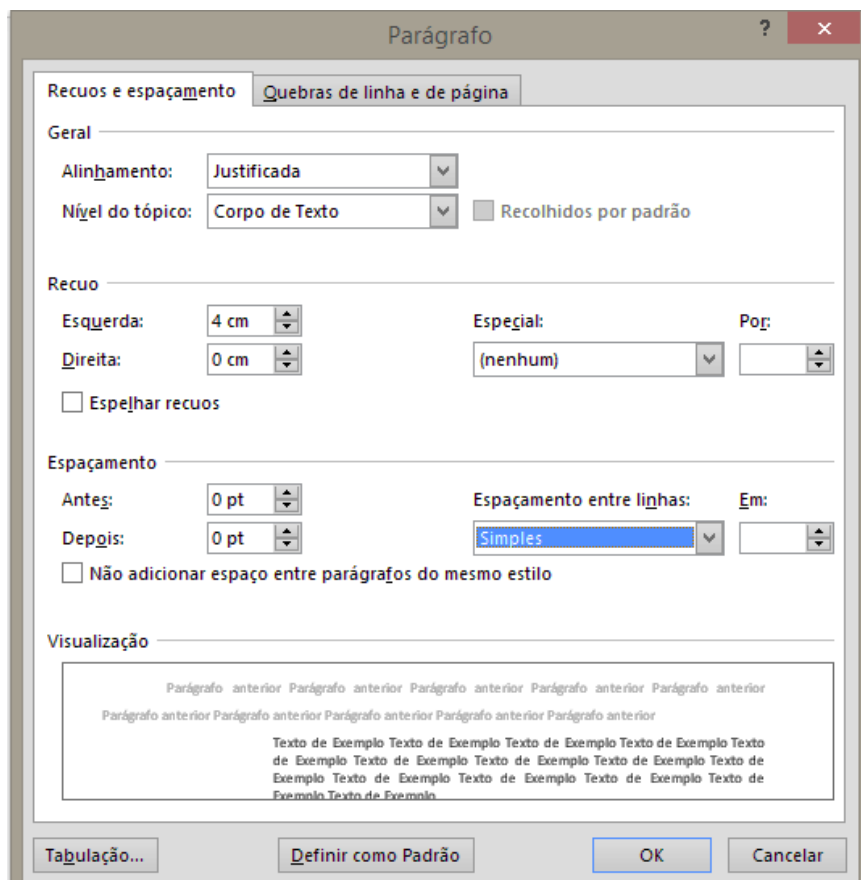 Parágrafo ?
Recuos e espaçamento Quebras de linha e de página
Geral
Alinhamento: Justificada
Nível do tópico: Corpo de Texto Recolhidos por padrão
Recuo
Esquerda: 4 cm Especial: Por:
Direita: 0 cm (nenhum)
Espelhar recuos
Espaçamento
Antes: 0 pt Espaçamento entre linhas: Em:
Depois: 0 pt Simples
Não adicionar espaço entre parágrafos do mesmo estilo
Visualização
Parágrafo anterior Parágrafo anterior Parágrafo anterior Parágrafo anterior Parágrafo anterior
Parágrafo anterior Parágrafo anterior Parágrafo anterior Parágrafo anterior Parágrafo anterior
Texto de Exemplo Texto de Exemplo Texto de Exemplo Texto de Exemplo Texto
de Exemplo Texto de Exemplo Texto de Exemplo Texto de Exemplo Texto de
Exemplo Texto de Exemplo Texto de Exemplo Texto de Exemplo Texto de
Exemplo Texto de Exemplo
Tabulação... Definir como Padrão OK Cancelar